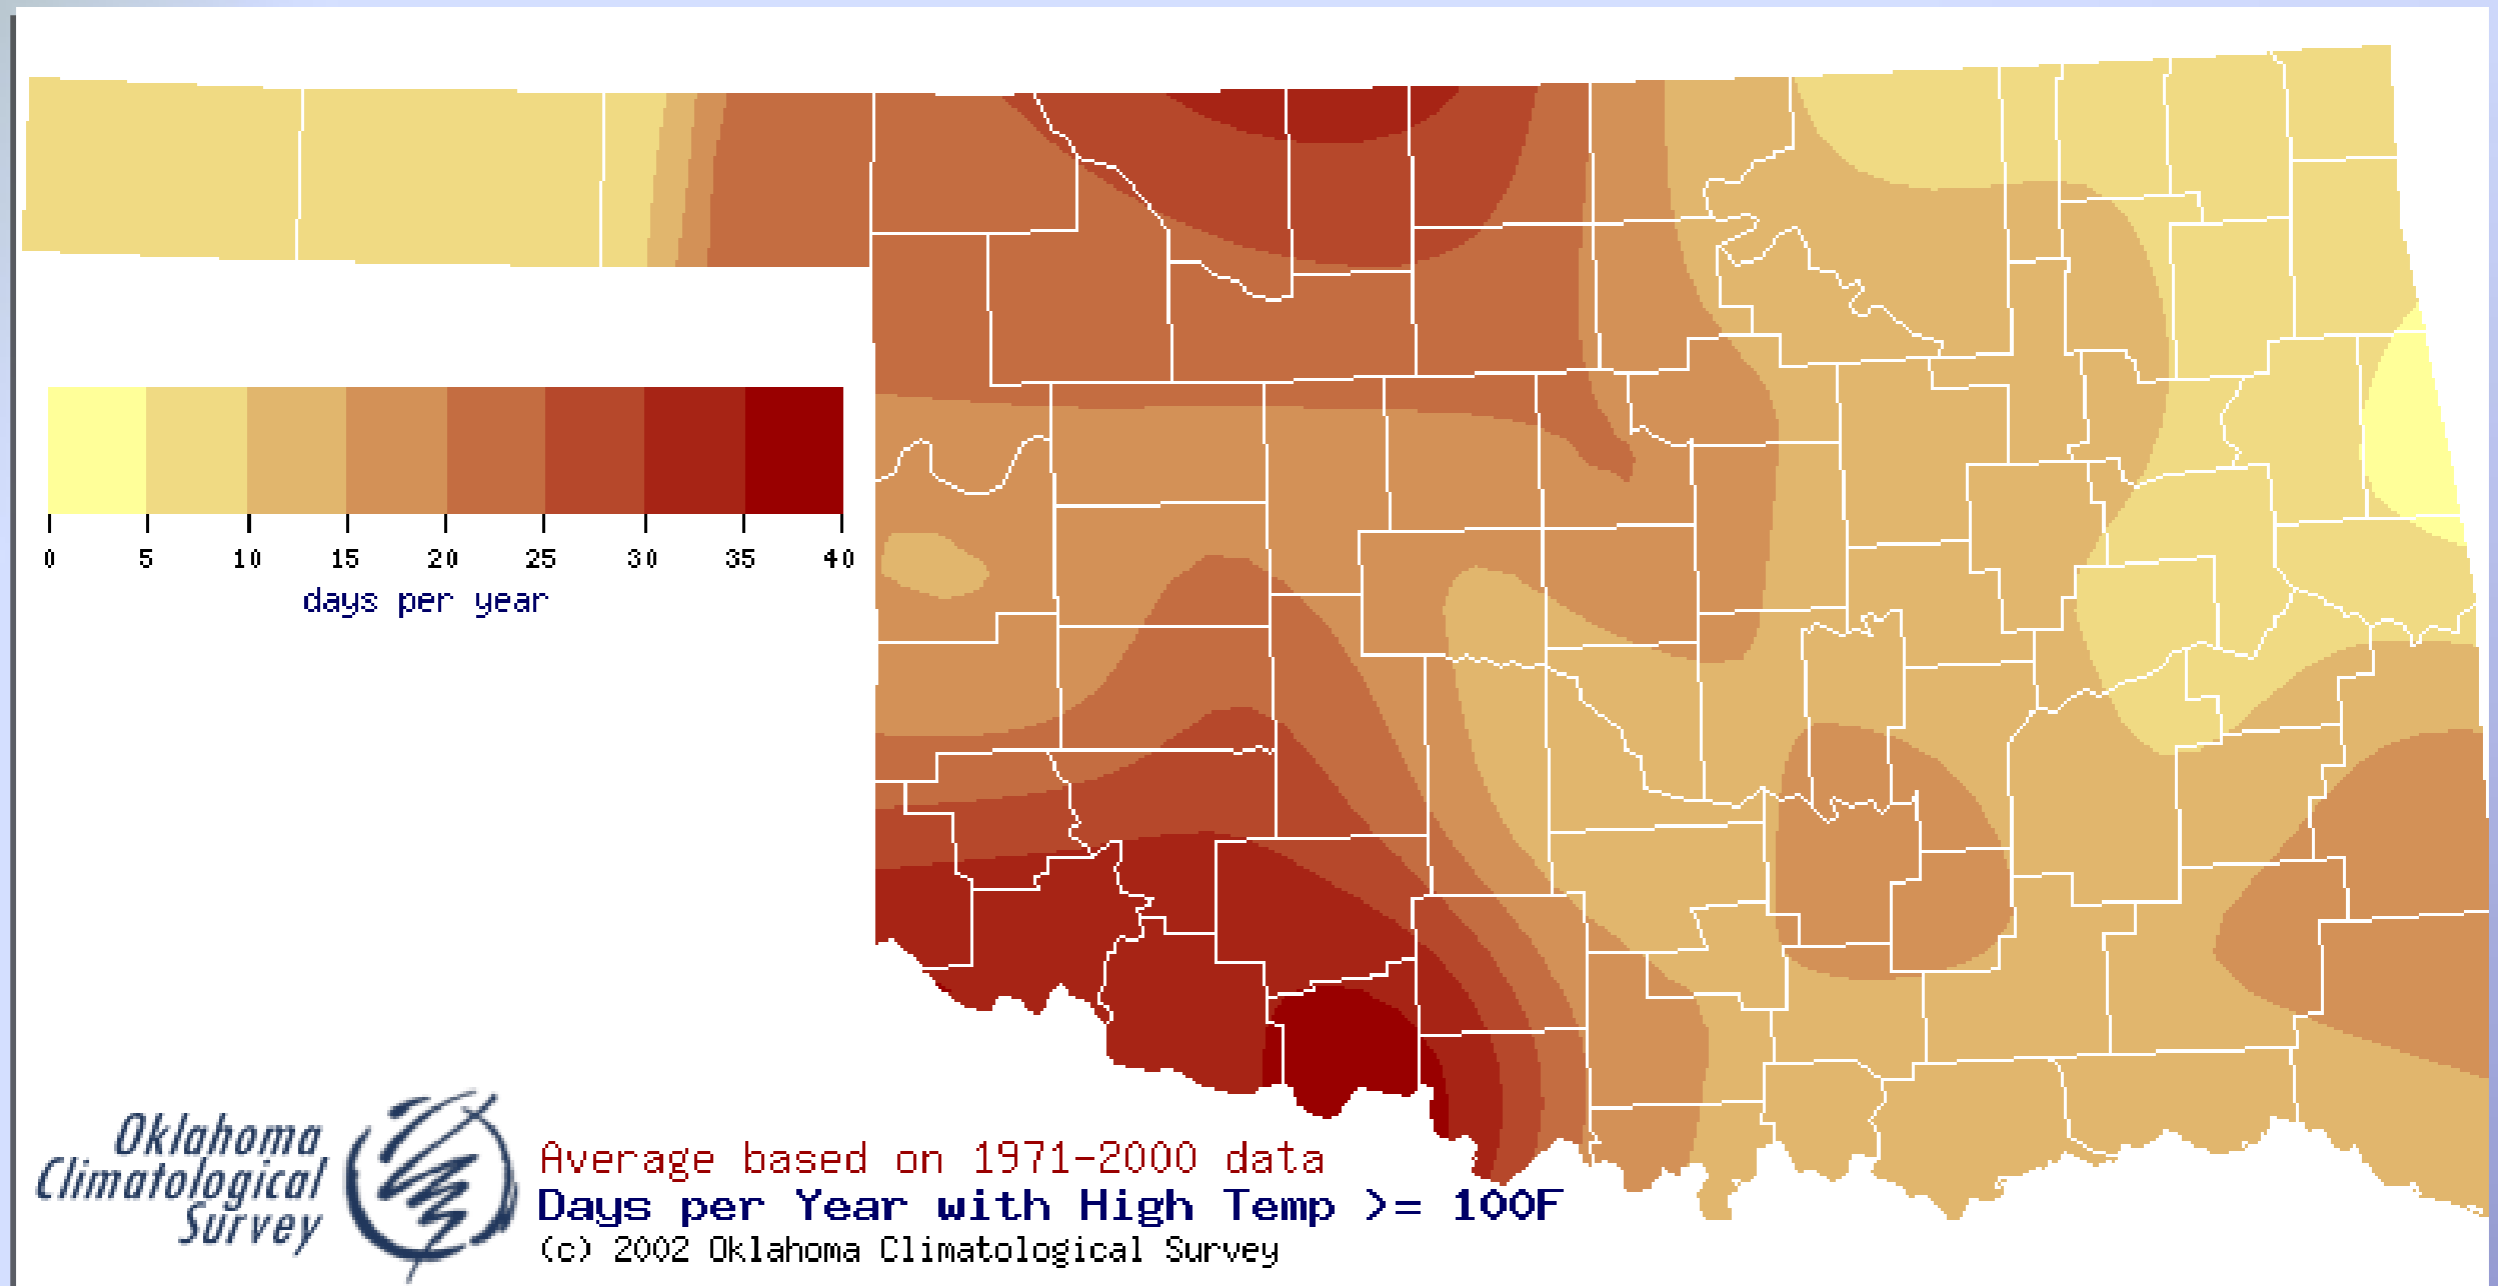 0 5 10 15 20 25 30 35 40
days per year
Oklahoma
Climatological
Survey
Average based on 1971-2000 data
Days per Year with High Temp >= 100F
(c) 2002 Oklahoma Climatological Survey